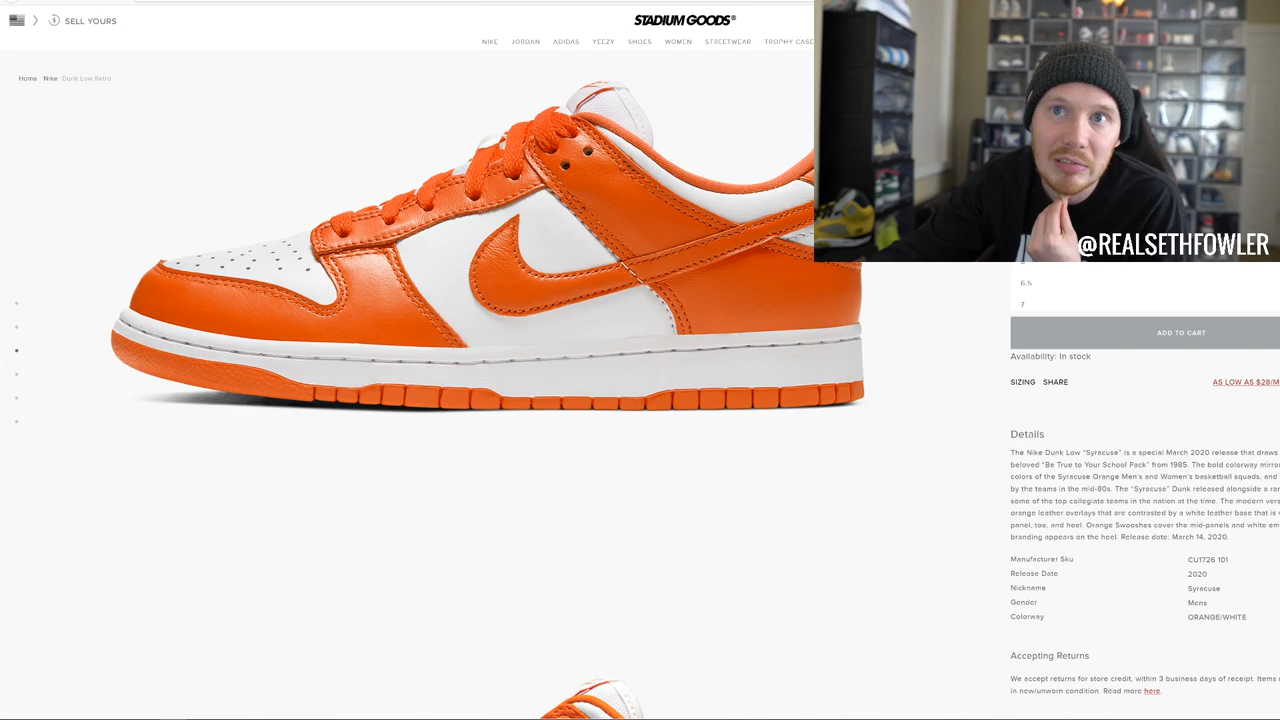 SELL YOURS
STADIUM GOODS®
NIKE JORDAN ADIDAS YEEZY SHOES WOMEN STREETWEAR TROPHY CASE
Home Nike Dunk Low Retro
@REALSETHFOWLER
6.5
7
ADD TO CART
Availability: In stock
SIZING SHARE AS LOW AS $28/M
Details
The Nike Dunk Low “Syracuse” is a special March 2020 release that draws
beloved “Be True to Your School Pack” from 1985. The bold colorway mirro
colors of the Syracuse Orange Men's and Women's basketball squads, and
by the teams in the mid-80s. The “Syracuse” Dunk released alongside a ra
some of the top collegiate teams in the nation at the time. The modern vers
orange leather overlays that are contrasted by a white leather base that is v
panel, toe, and heel. Orange Swooshes cover the mid-panels and white em
branding appears on the heel. Release date: March 14, 2020.
Manufacturer Sku CU1726 101
Release Date 2020
Nickname Syracuse
Gender Mens
Colorway ORANGE/WHITE
Accepting Returns
We accept returns for store credit, within 3 business days of receipt. Items
in new/unworn condition. Read more here.